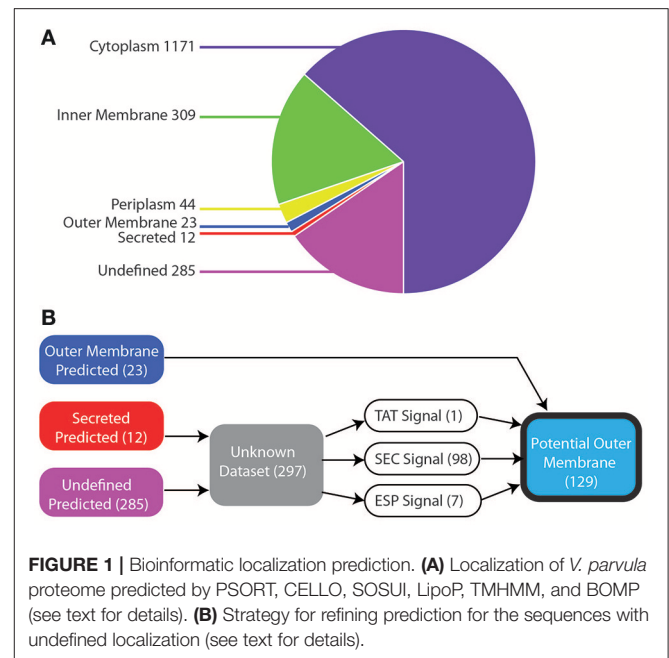 A
Cytoplasm 1171
Inner Membrane 309
Periplasm 44
Outer Membrane 23
Secreted 12
Undefined 285
B
Outer Membrane
Predicted (23)
Secreted
Predicted (12)
Undefined
Predicted (285)
Unknown
Dataset (297)
TAT Signal (1)
SEC Signal (98)
ESP Signal (7)
Potential Outer
Membrane
(129)
FIGURE 1 | Bioinformatic localization prediction. (A) Localization of V. parvula
proteome predicted by PSORT, CELLO, SOSUI, LipoP, TMHMM, and BOMP
(see text for details). (B) Strategy for refining prediction for the sequences with
undefined localization (see text for details).